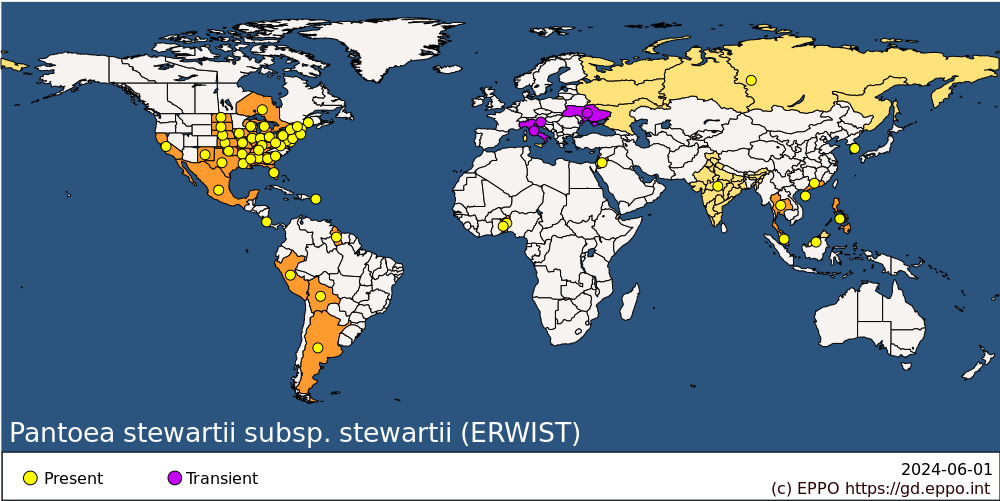 Pantoea stewartii subsp. stewartii (ERWIST)
Present
Transient
2024-06-01
(c) EPPO https://gd.eppo.int